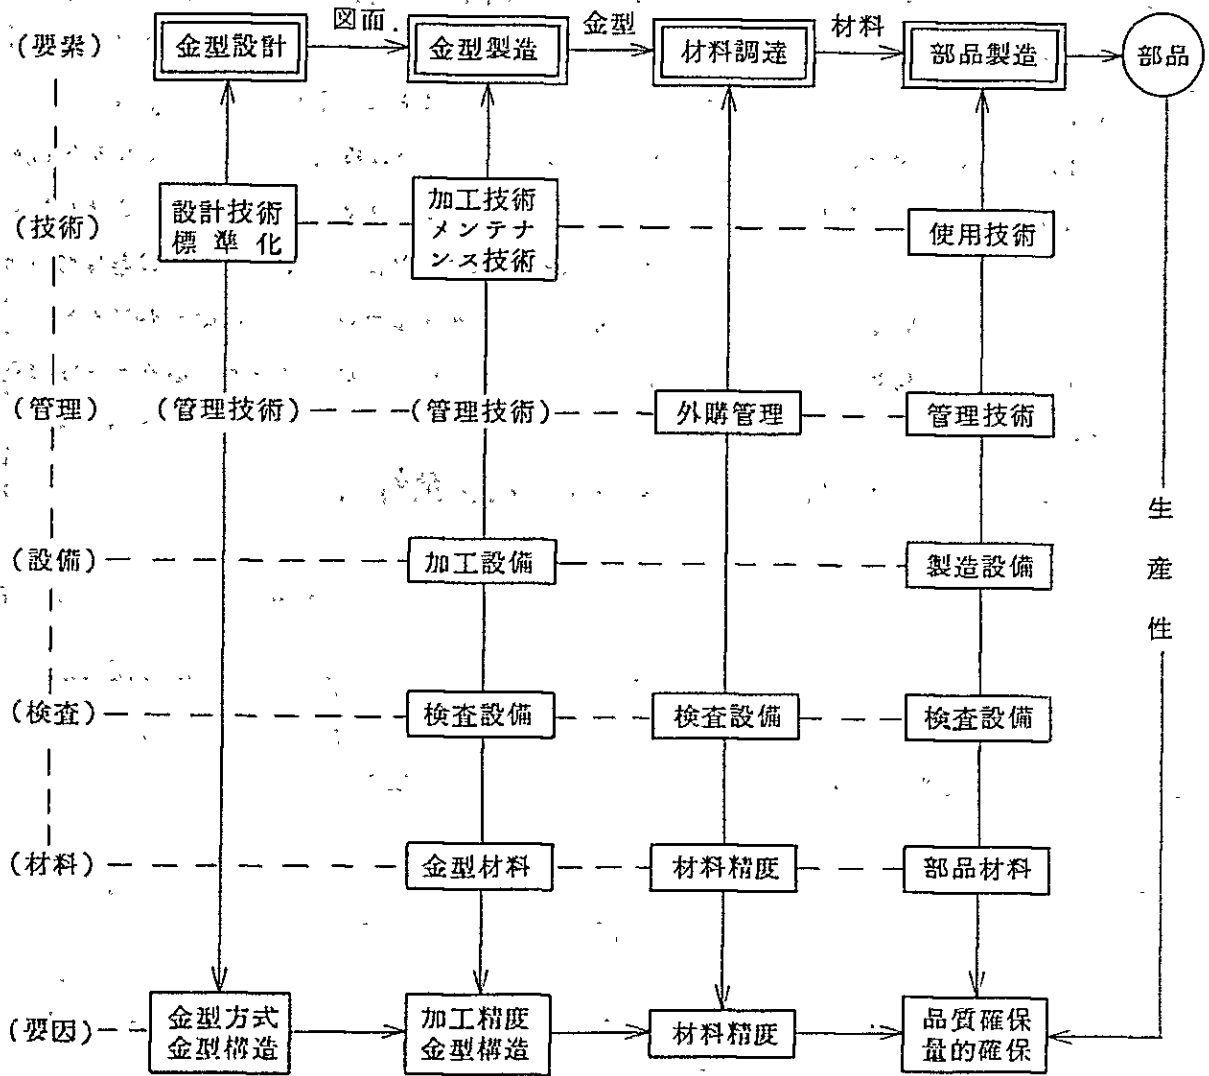 図面
金型
材料
(要素)
金型設計
金型製造
材料調達
部品製造
部品
(技術)
設計技術
標準化
加工技術
メンテナ
ンス技術
使用技術
(管理)
(管理技術)
(管理技術)
外購管理
管理技術
生産性
(設備)
加工設備
製造設備
(検査)
検査設備
検査設備
検査設備
(材料)
金型材料
材料精度
部品材料
(要因)
金型方式
金型構造
加工精度
金型構造
材料精度
品質確保
量的確保